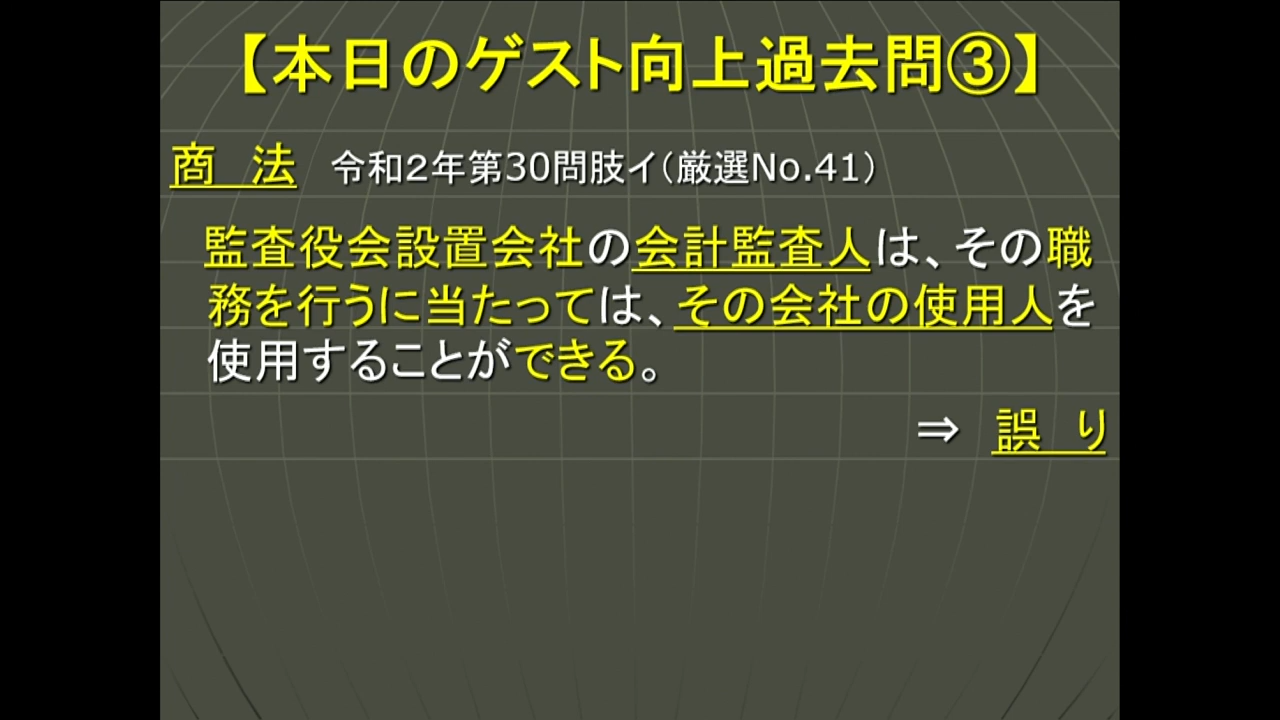 【本日のゲスト向上過去問③】
商　法　令和２年第30問肢イ（厳選No.41）
監査役会設置会社の会計監査人は、その職
務を行うに当たっては、その会社の使用人を
使用することができる。
⇒　誤　り